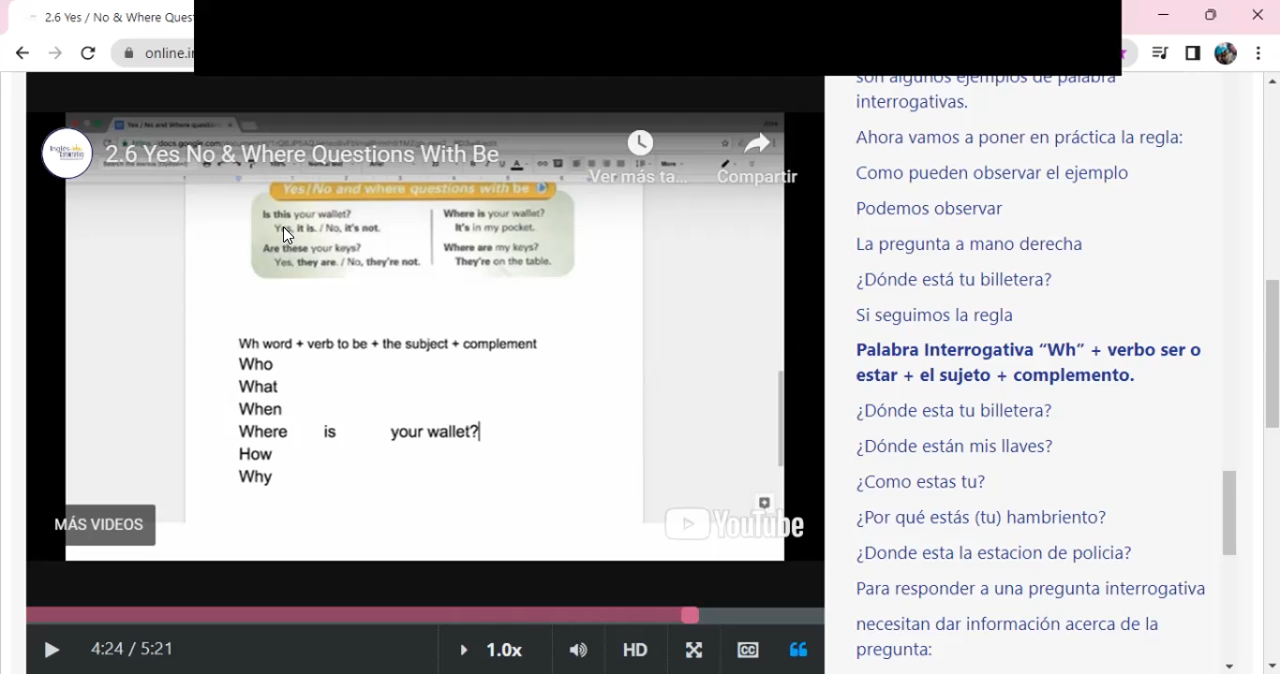 2.6 Yes / No & Where Quest
online.in
2.6 Yes No & Where Questions With Be
Ver más ta...
Compartir
Yes/No and where questions with be
Is this your wallet?
Yes, it is. / No, it's not.
Are these your keys?
Yes, they are. / No, they're not.
Where is your wallet?
It's in my pocket.
Where are my keys?
They're on the table.
Wh word + verb to be + the subject + complement
Who
What
When
Where is your wallet?
How
Why
MÁS VIDEOS
YouTube
4:24 / 5:21
1.0x
HD
CC
son algunos ejemplos de palabra
interrogativas.
Ahora vamos a poner en práctica la regla:
Como pueden observar el ejemplo
Podemos observar
La pregunta a mano derecha
¿Dónde está tu billetera?
Si seguimos la regla
Palabra Interrogativa “Wh” + verbo ser o
estar + el sujeto + complemento.
¿Dónde esta tu billetera?
¿Dónde están mis llaves?
¿Como estas tu?
¿Por qué estás (tu) hambriento?
¿Donde esta la estacion de policia?
Para responder a una pregunta interrogativa
necesitan dar información acerca de la
pregunta: